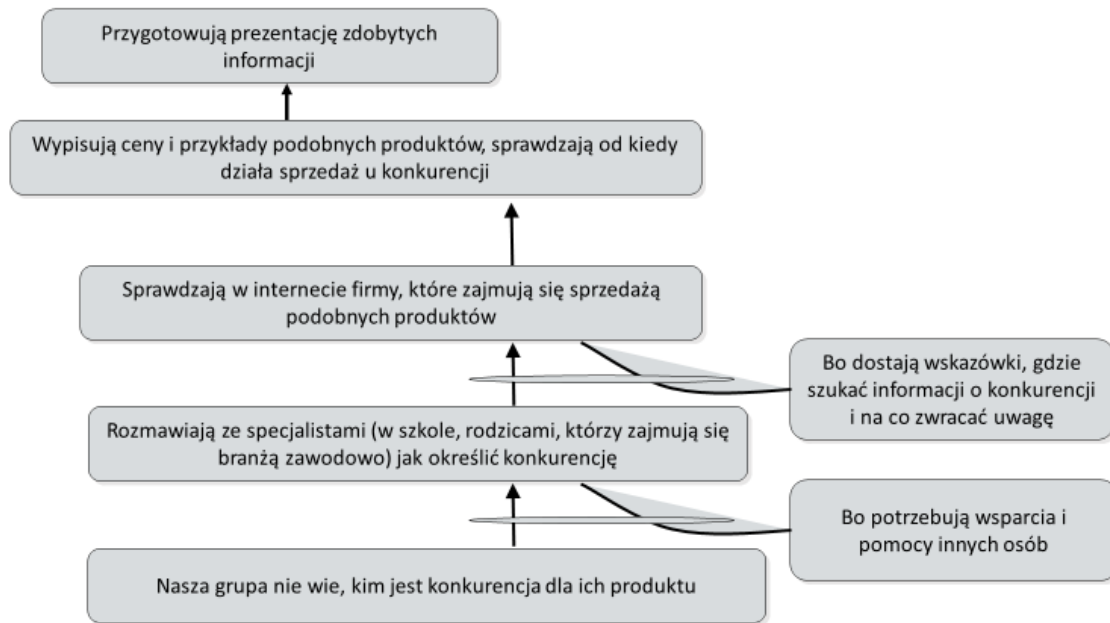 Przygotowują prezentację zdobytych
informacji
Wypisują ceny i przykłady podobnych produktów, sprawdzają od kiedy
działa sprzedaż u konkurencji
Sprawdzają w internecie firmy, które zajmują się sprzedażą
podobnych produktów
Bo dostają wskazówki, gdzie
szukać informacji o konkurencji
i na co zwracać uwagę
Rozmawiają ze specjalistami (w szkole, rodzicami, którzy zajmują się
branżą zawodowo) jak określić konkurencję
Bo potrzebują wsparcia i
pomocy innych osób
Nasza grupa nie wie, kim jest konkurencja dla ich produktu